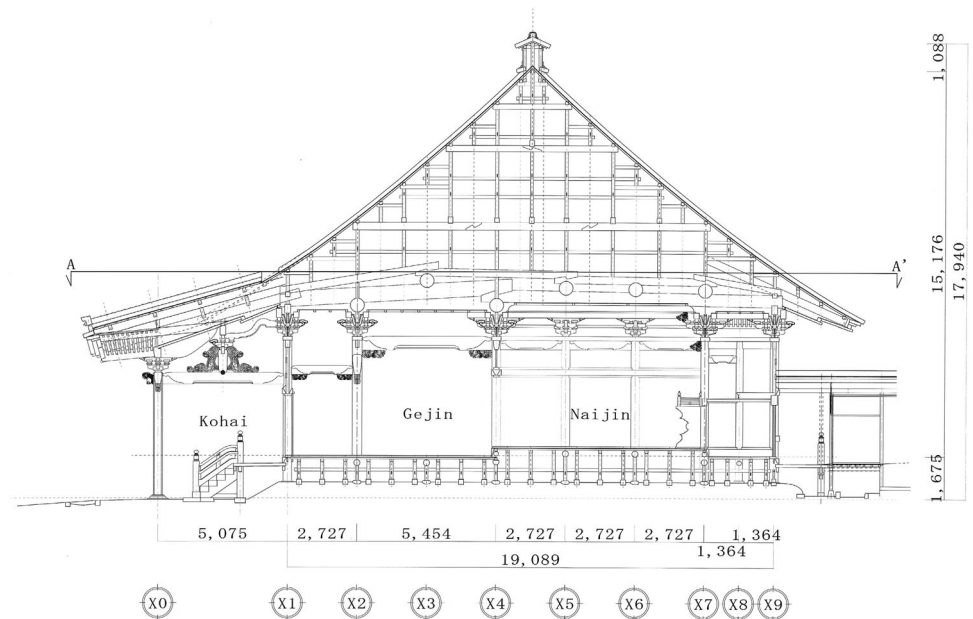 1,088
A
A'
15,176
17,940
Kohai
Gejin
Naijin
1,675
5,075
2,727
5,454
2,727
2,727
2,727
1,364
1,364
19,089
X0
X1
X2
X3
X4
X5
X6
X7
X8
X9